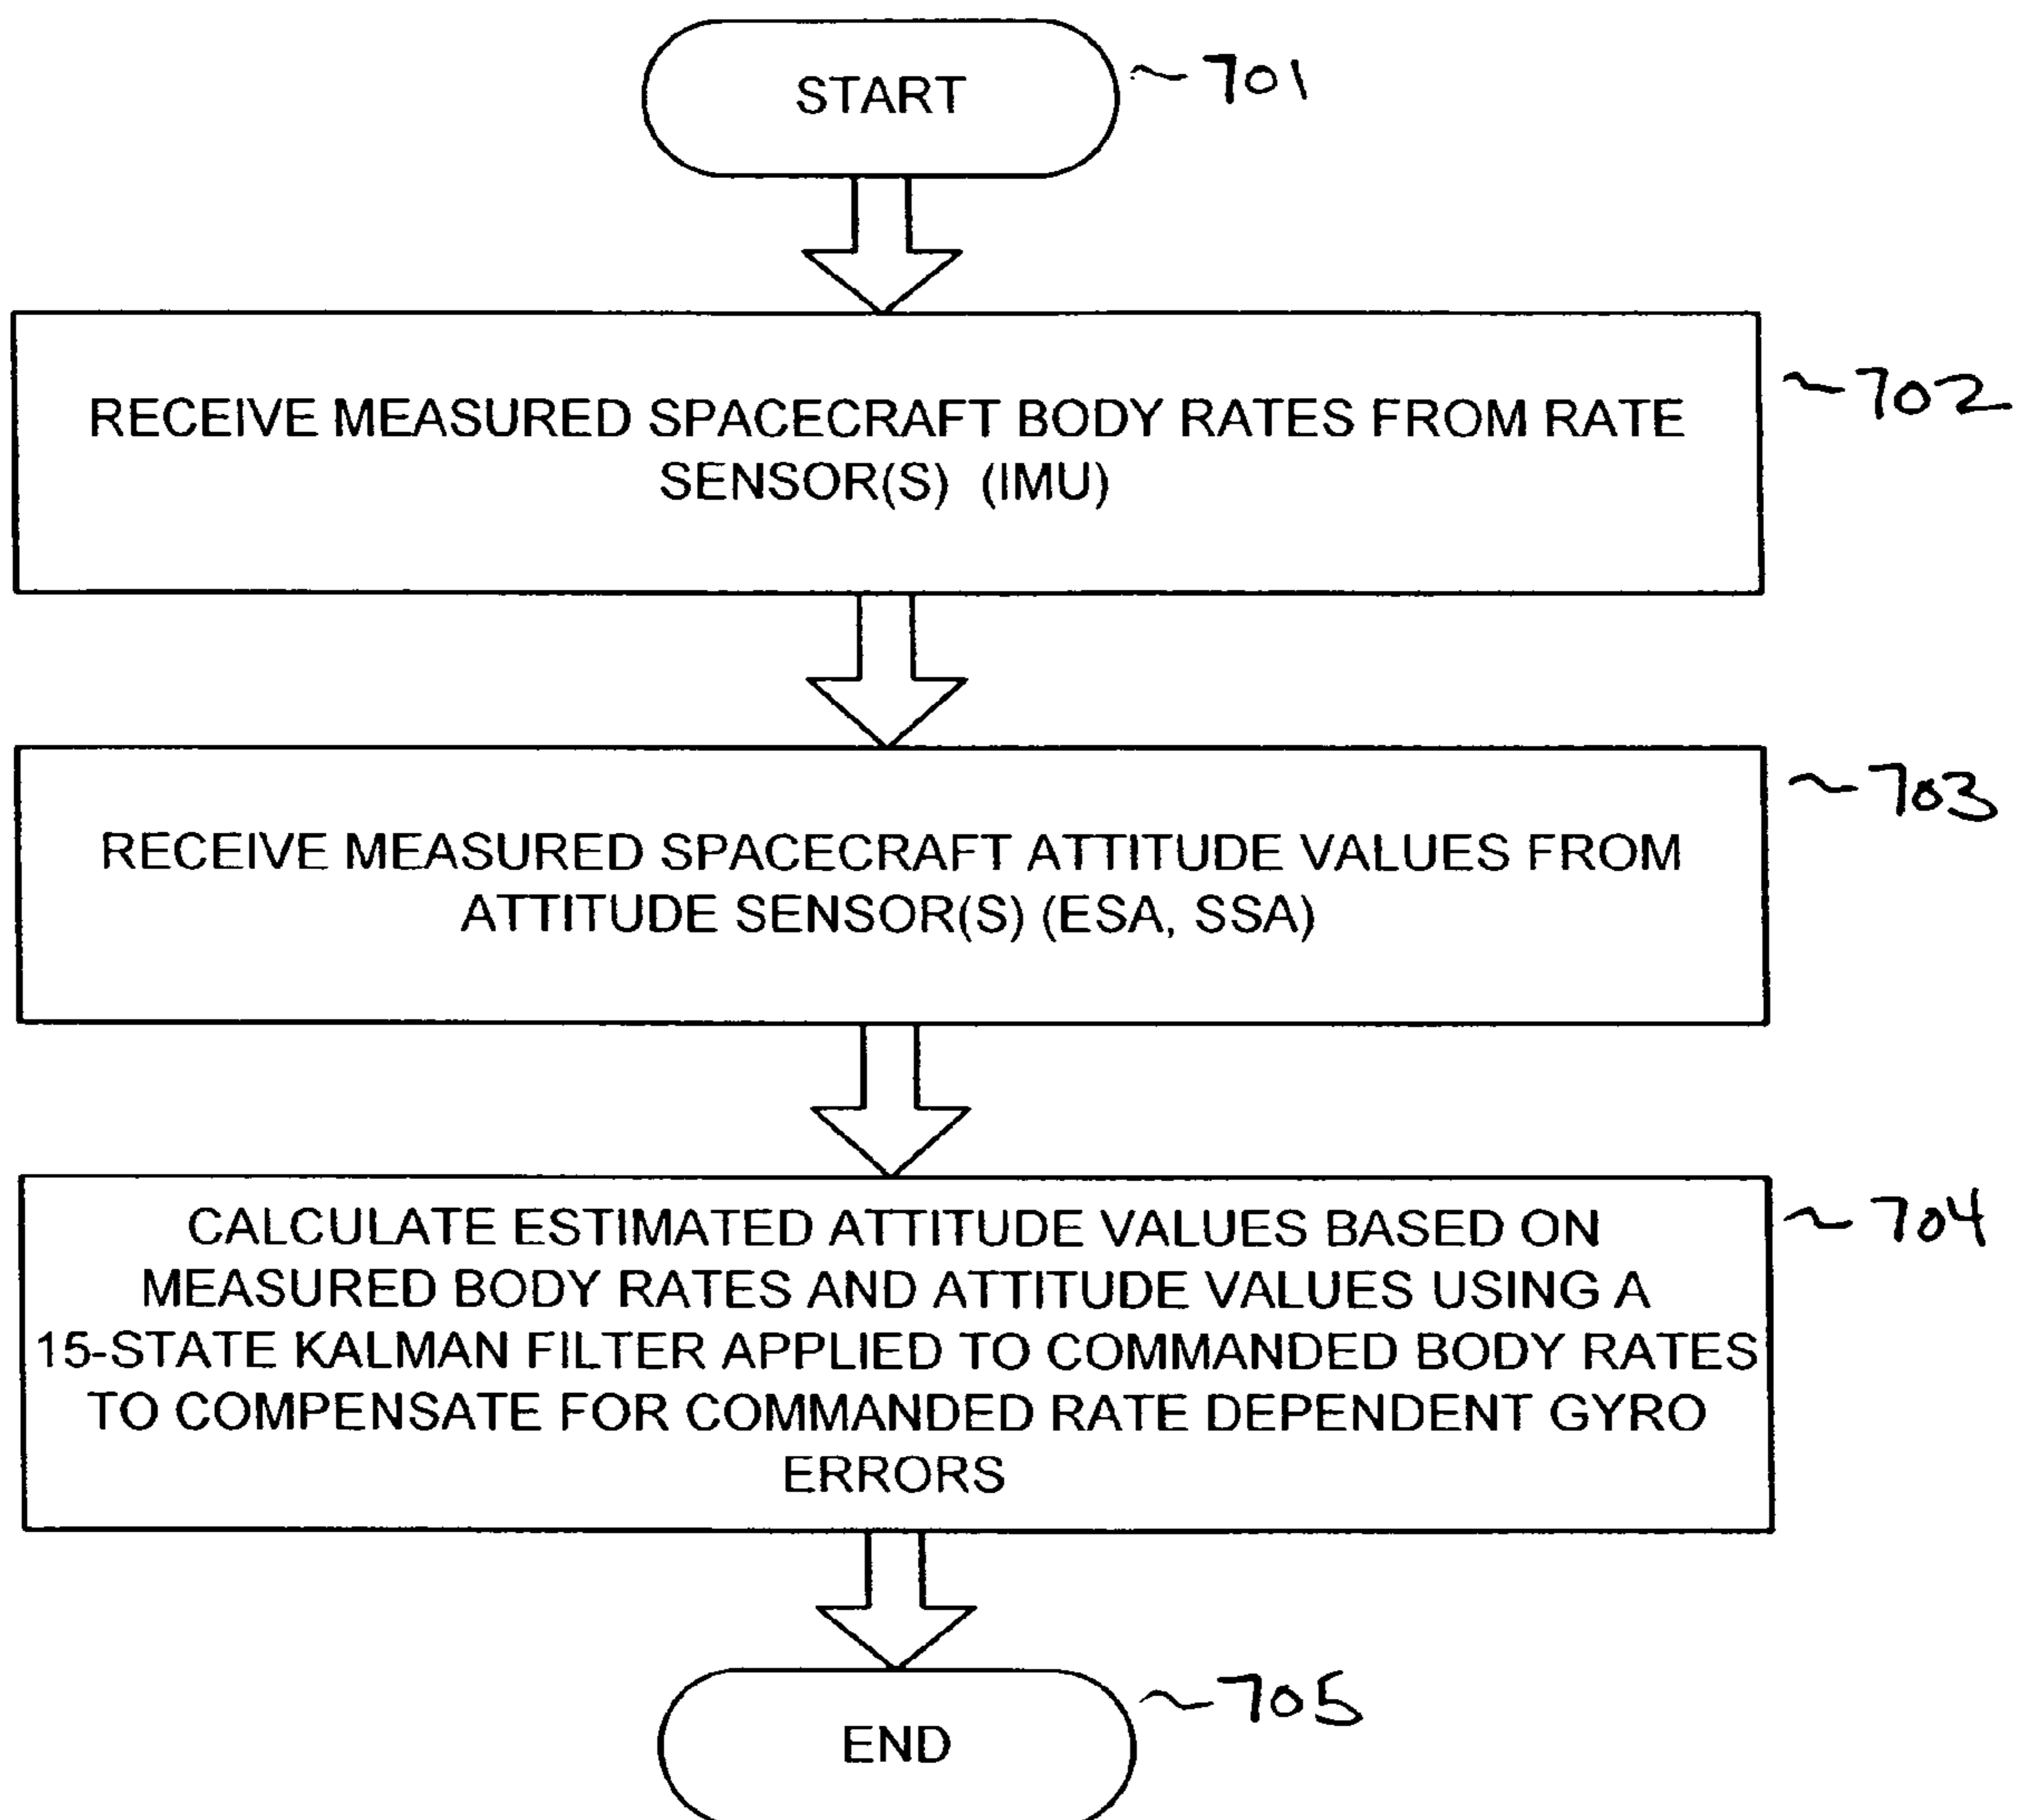 START
~701
RECEIVE MEASURED SPACECRAFT BODY RATES FROM RATE
SENSOR(S) (IMU)
~702
RECEIVE MEASURED SPACECRAFT ATTITUDE VALUES FROM
ATTITUDE SENSOR(S) (ESA, SSA)
~703
CALCULATE ESTIMATED ATTITUDE VALUES BASED ON
MEASURED BODY RATES AND ATTITUDE VALUES USING A
15-STATE KALMAN FILTER APPLIED TO COMMANDED BODY RATES
TO COMPENSATE FOR COMMANDED RATE DEPENDENT GYRO
ERRORS
~704
END
~705